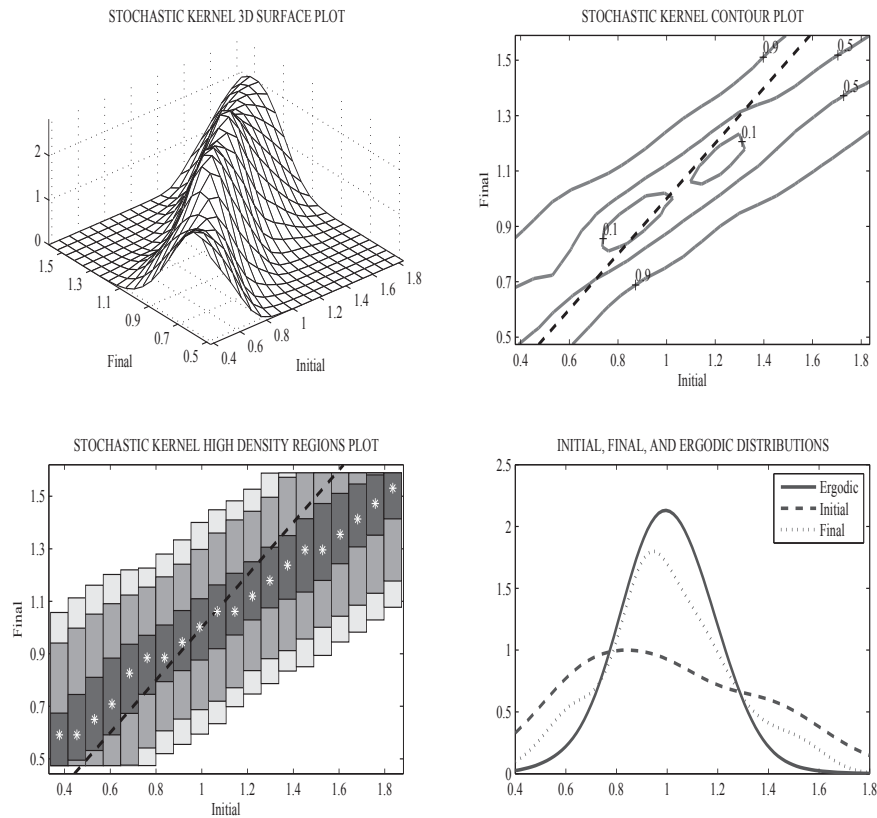 STOCHASTIC KERNEL 3D SURFACE PLOT
2
1
0
1.5
1.3
1.1
0.9
0.7
0.5
Final
0.4
0.6
0.8
1
1.2
1.4
1.6
1.8
Initial
STOCHASTIC KERNEL CONTOUR PLOT
1.5
1.3
1.1
0.9
0.7
0.5
Final
0.9
0.5
0.5
0.1
0.1
0.9
0.4 0.6 0.8 1 1.2 1.4 1.6 1.8
Initial
STOCHASTIC KERNEL HIGH DENSITY REGIONS PLOT
1.5
1.3
1.1
0.9
0.7
0.5
Final
0.4 0.6 0.8 1 1.2 1.4 1.6 1.8
Initial
INITIAL, FINAL, AND ERGODIC DISTRIBUTIONS
2.5
2
1.5
1
0.5
0
Ergodic
Initial
Final
0.4 0.6 0.8 1 1.2 1.4 1.6 1.8